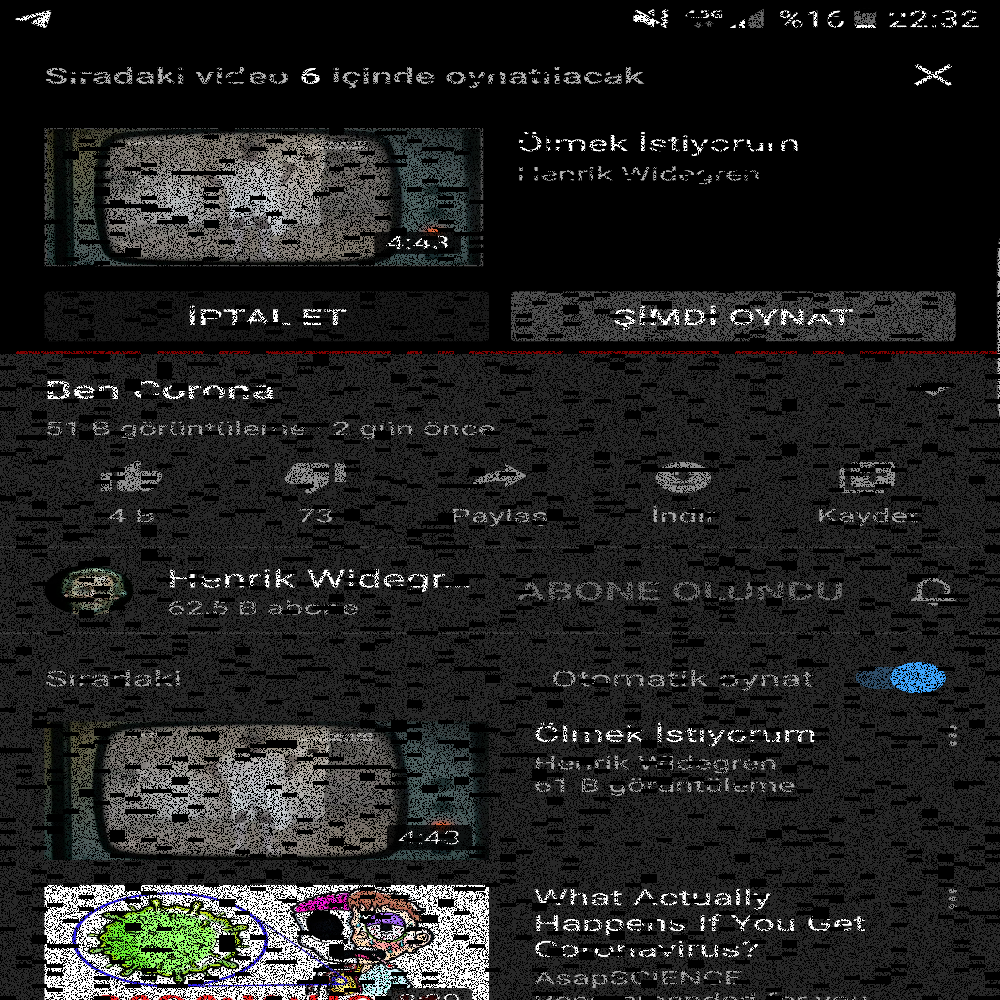 %16 22:32
Sıradaki video 6 içinde oynatılacak
Ölmek İstiyorum
Henrik Widegren
4:43
İPTAL ET
ŞİMDİ OYNAT
Ben Corona
51 B görüntüleme · 2 gün önce
4 b
73
Paylaş
İndir
Kaydet
Henrik Widegr...
62.5 B abone
ABONE OLUNDU
Sıradaki
Otomatik oynat
Ölmek İstiyorum
Henrik Widegren
61 B görüntüleme
4:43
What Actually
Happens If You Get
Coronavirus?
AsapSCIENCE